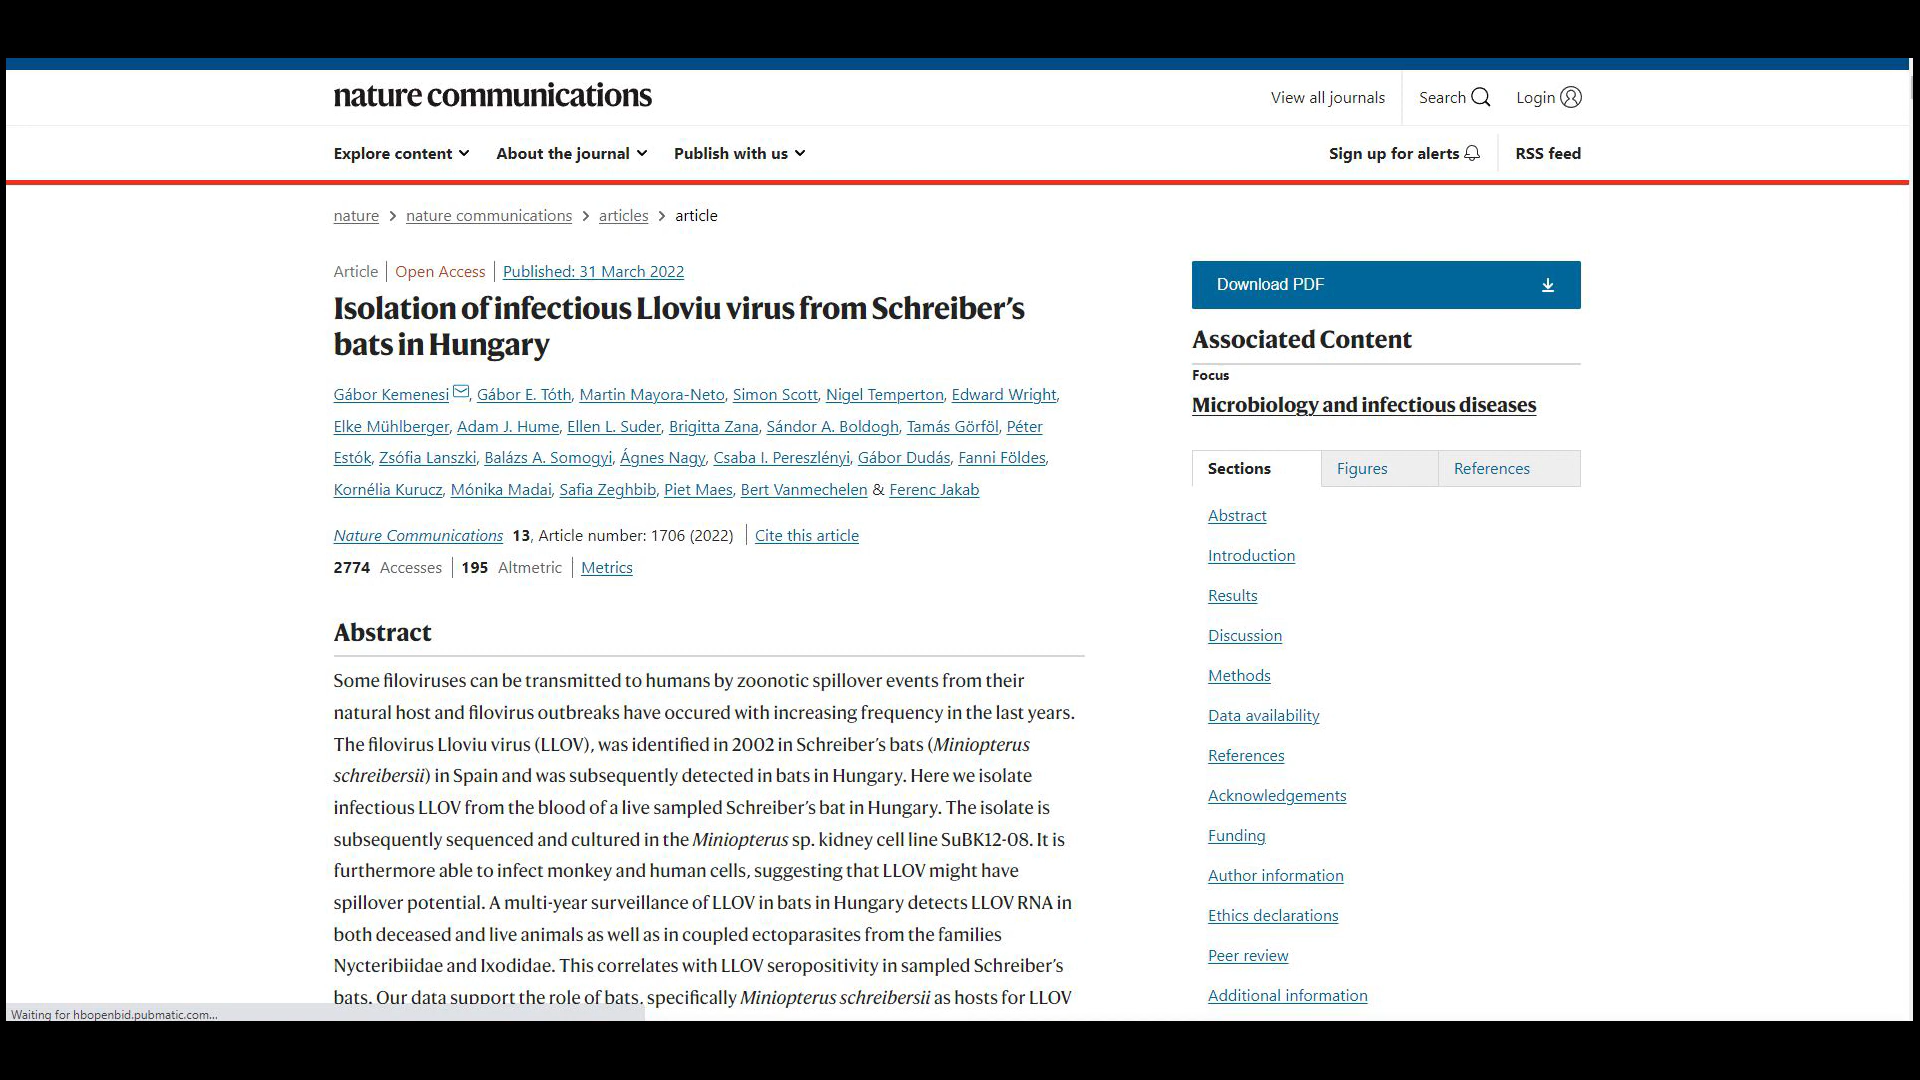 nature communications
View all journals
Search
Login
Explore content
About the journal
Publish with us
Sign up for alerts
RSS feed
nature > nature communications > articles > article
Article | Open Access | Published: 31 March 2022
Isolation of infectious Lloviu virus from Schreiber’s
bats in Hungary
Gábor Kemenesi, Gábor E. Tóth, Martin Mayora-Neto, Simon Scott, Nigel Temperton, Edward Wright,
Elke Mühlberger, Adam J. Hume, Ellen L. Suder, Brigitta Zana, Sándor A. Boldogh, Tamás Görföl, Péter
Estók, Zsófia Lanszki, Balázs A. Somogyi, Ágnes Nagy, Csaba I. Pereszlényi, Gábor Dudás, Fanni Földes,
Kornélia Kurucz, Mónika Madai, Safia Zeghbib, Piet Maes, Bert Vanmechelen & Ferenc Jakab
Nature Communications 13, Article number: 1706 (2022) | Cite this article
2774 Accesses | 195 Altmetric | Metrics
Abstract
Some filoviruses can be transmitted to humans by zoonotic spillover events from their
natural host and filovirus outbreaks have occured with increasing frequency in the last years.
The filovirus Lloviu virus (LLOV), was identified in 2002 in Schreiber’s bats (Miniopterus
schreibersii) in Spain and was subsequently detected in bats in Hungary. Here we isolate
infectious LLOV from the blood of a live sampled Schreiber’s bat in Hungary. The isolate is
subsequently sequenced and cultured in the Miniopterus sp. kidney cell line SuBK12-08. It is
furthermore able to infect monkey and human cells, suggesting that LLOV might have
spillover potential. A multi-year surveillance of LLOV in bats in Hungary detects LLOV RNA in
both deceased and live animals as well as in coupled ectoparasites from the families
Nycteribiidae and Ixodidae. This correlates with LLOV seropositivity in sampled Schreiber’s
bats. Our data support the role of bats, specifically Miniopterus schreibersii as hosts for LLOV
Download PDF
Associated Content
Focus
Microbiology and infectious diseases
Sections
Figures
References
Abstract
Introduction
Results
Discussion
Methods
Data availability
References
Acknowledgements
Funding
Author information
Ethics declarations
Peer review
Additional information
Waiting for hbopenbid.pubmatic.com...